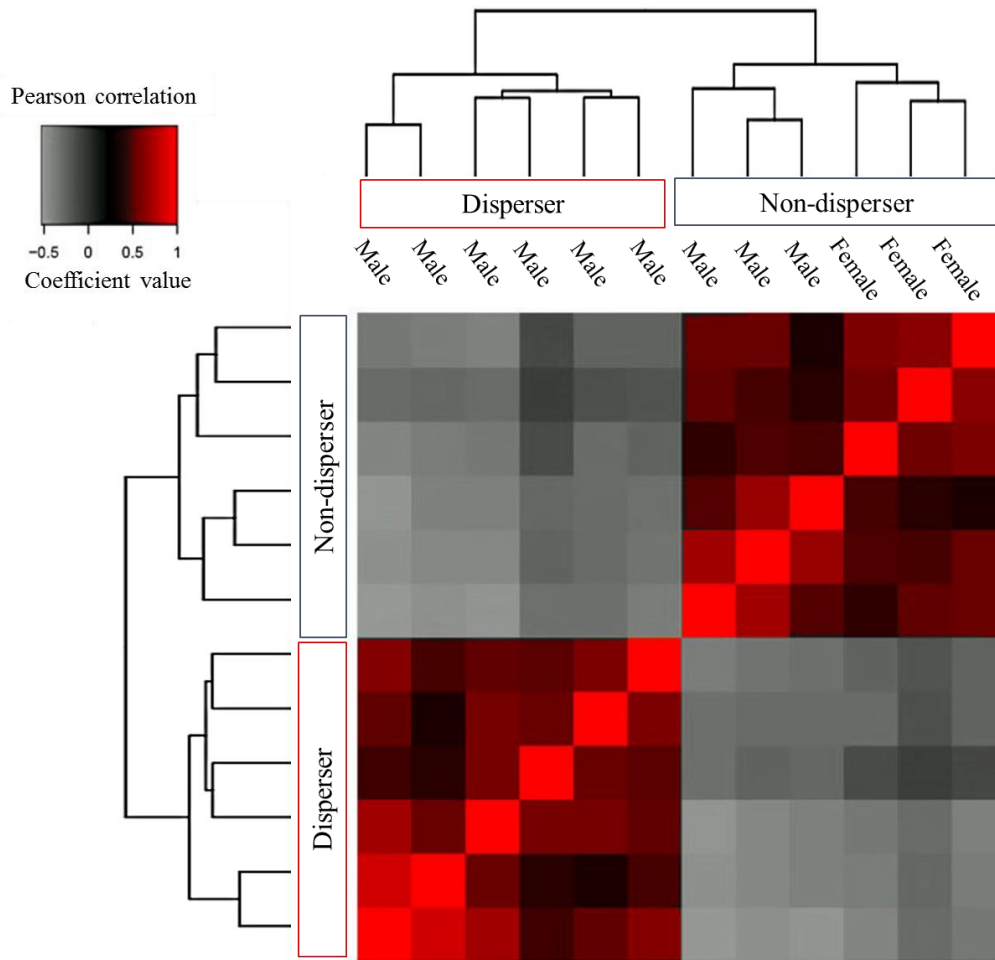 Pearson correlation
−0.5 0 0.5 1
Coefficient value
Disperser
Non-disperser
Male
Male
Male
Male
Male
Male
Male
Male
Male
Female
Female
Female
Non-disperser
Disperser